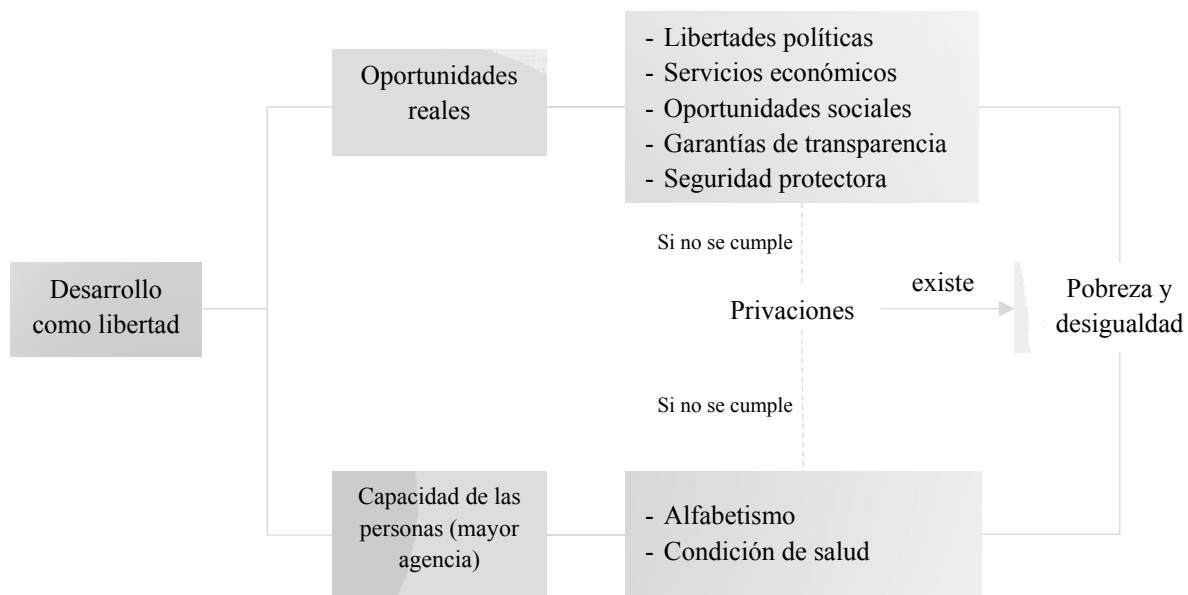 Oportunidades
reales
- Libertades políticas
- Servicios económicos
- Oportunidades sociales
- Garantías de transparencia
- Seguridad protectora
Si no se cumple
Desarrollo
como libertad
Privaciones
existe
Pobreza y
desigualdad
Si no se cumple
Capacidad de las
personas (mayor
agencia)
- Alfabetismo
- Condición de salud